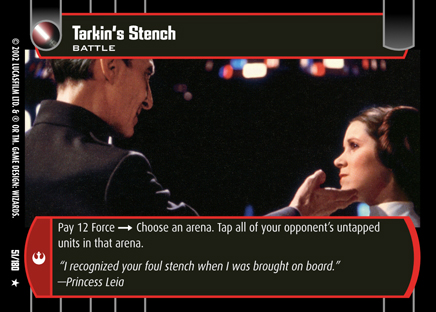 Tarkin's Stench
BATTLE
© 2002 LUCASFILM LTD. & ® OR TM. GAME DESIGN: WIZARDS.
51/180
Pay 12 Force → Choose an arena. Tap all of your opponent's untapped
units in that arena.
"I recognized your foul stench when I was brought on board."
—Princess Leia